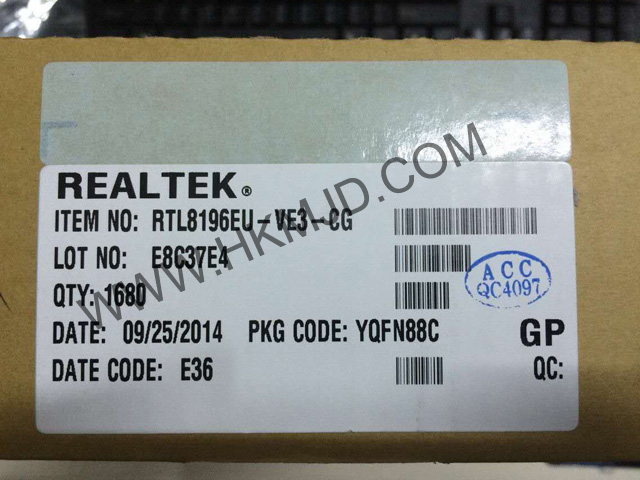 REALTEK®
ITEM NO: RTL8196EU-VE3-CG
LOT NO: E8C37E4
QTY: 1680
DATE: 09/25/2014 PKG CODE: YQFN88C
DATE CODE: E36
GP
QC:
ACC
QC4097
WWW.HKMJD.COM